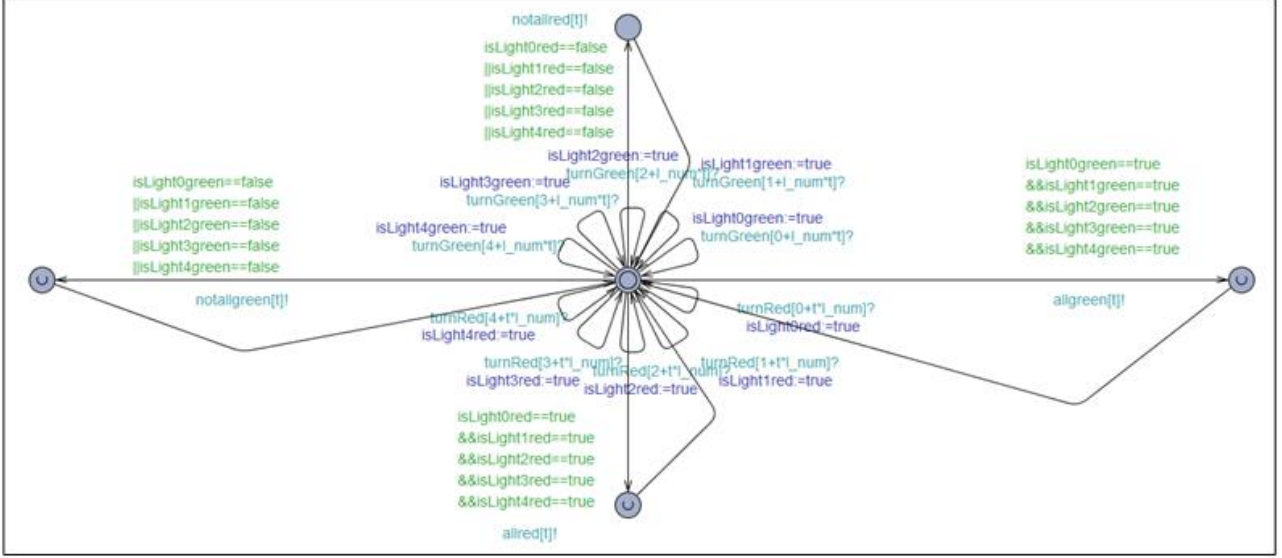 notallred[t]!
isLight0red==false
||isLight1red==false
||isLight2red==false
||isLight3red==false
||isLight4red==false
isLight2green:=true
turnGreen[2+l_num*t]?
isLight1green:=true
turnGreen[1+l_num*t]?
isLight3green:=true
turnGreen[3+l_num*t]?
isLight0green:=true
turnGreen[0+l_num*t]?
isLight4green:=true
turnGreen[4+l_num*t]?
isLight0green==false
||isLight1green==false
||isLight2green==false
||isLight3green==false
||isLight4green==false
notallgreen[t]!
isLight0green==true
&&isLight1green==true
&&isLight2green==true
&&isLight3green==true
&&isLight4green==true
allgreen[t]!
turnRed[4+t*l_num]?
isLight4red:=true
turnRed[0+t*l_num]?
isLight0red:=true
turnRed[3+t*l_num]?
isLight3red:=true
turnRed[2+t*l_num]?
isLight2red:=true
turnRed[1+t*l_num]?
isLight1red:=true
isLight0red==true
&&isLight1red==true
&&isLight2red==true
&&isLight3red==true
&&isLight4red==true
allred[t]!